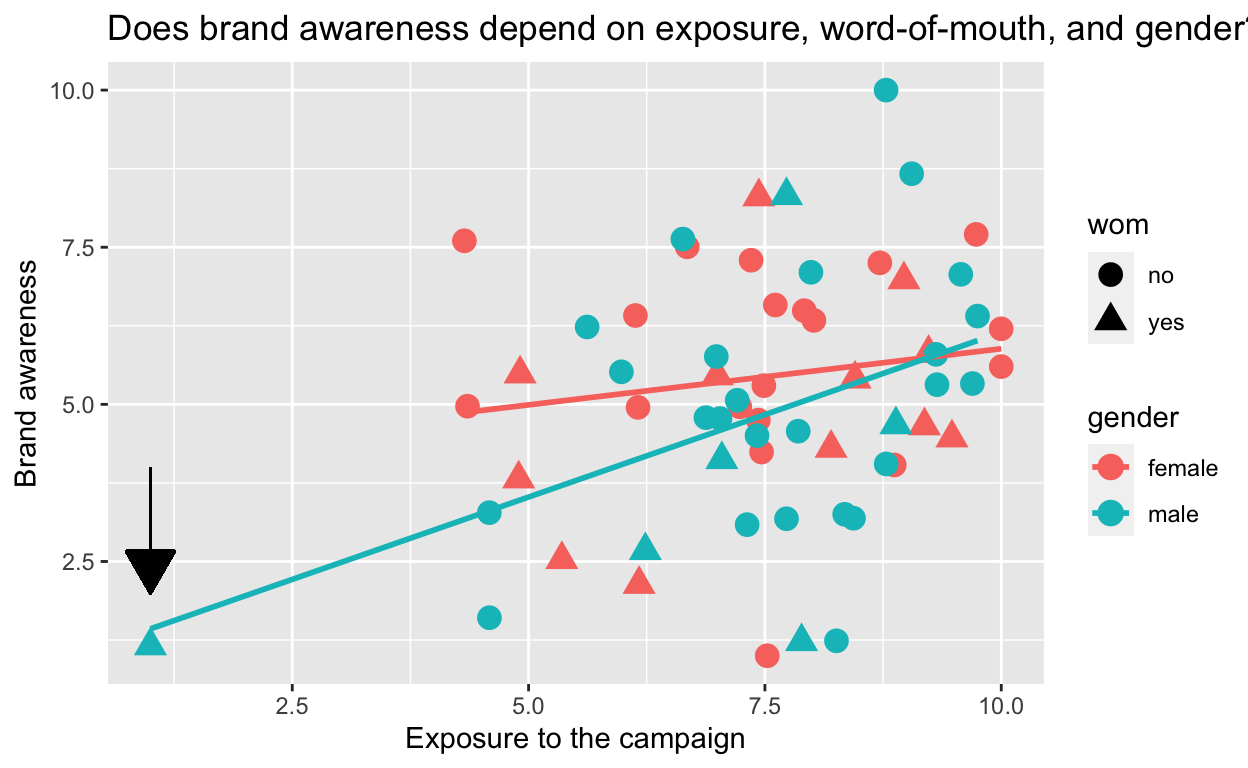 Does brand awareness depend on exposure, word-of-mouth, and gender?
10.0
7.5
5.0
2.5
Brand awareness
2.5 5.0 7.5 10.0
Exposure to the campaign
wom
no
yes
gender
female
male